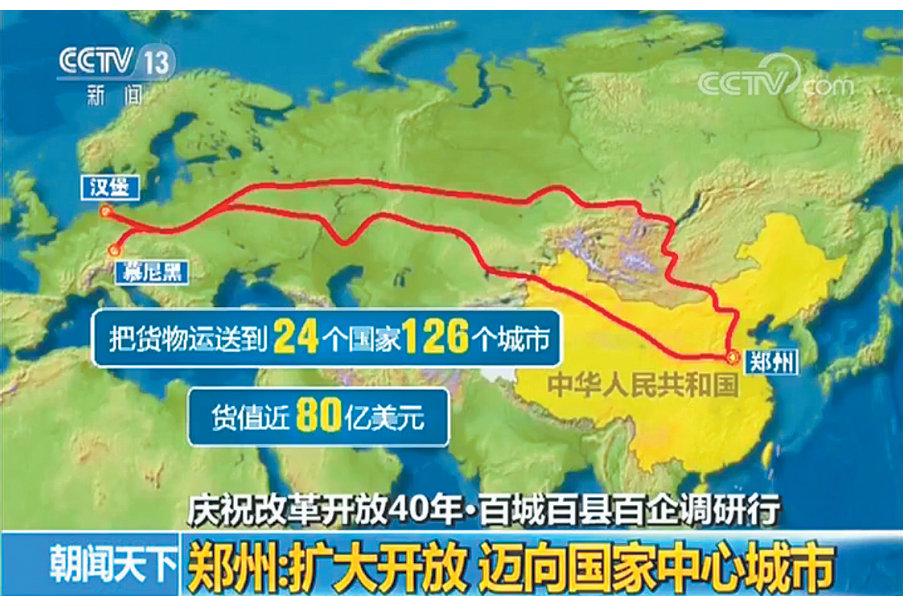 CCTV 13
新闻
CCTV.com
汉堡
慕尼黑
把货物运送到24个国家126个城市
郑州
中华人民共和国
货值近80亿美元
庆祝改革开放40年·百城百县百企调研行
朝闻天下
郑州:扩大开放 迈向国家中心城市